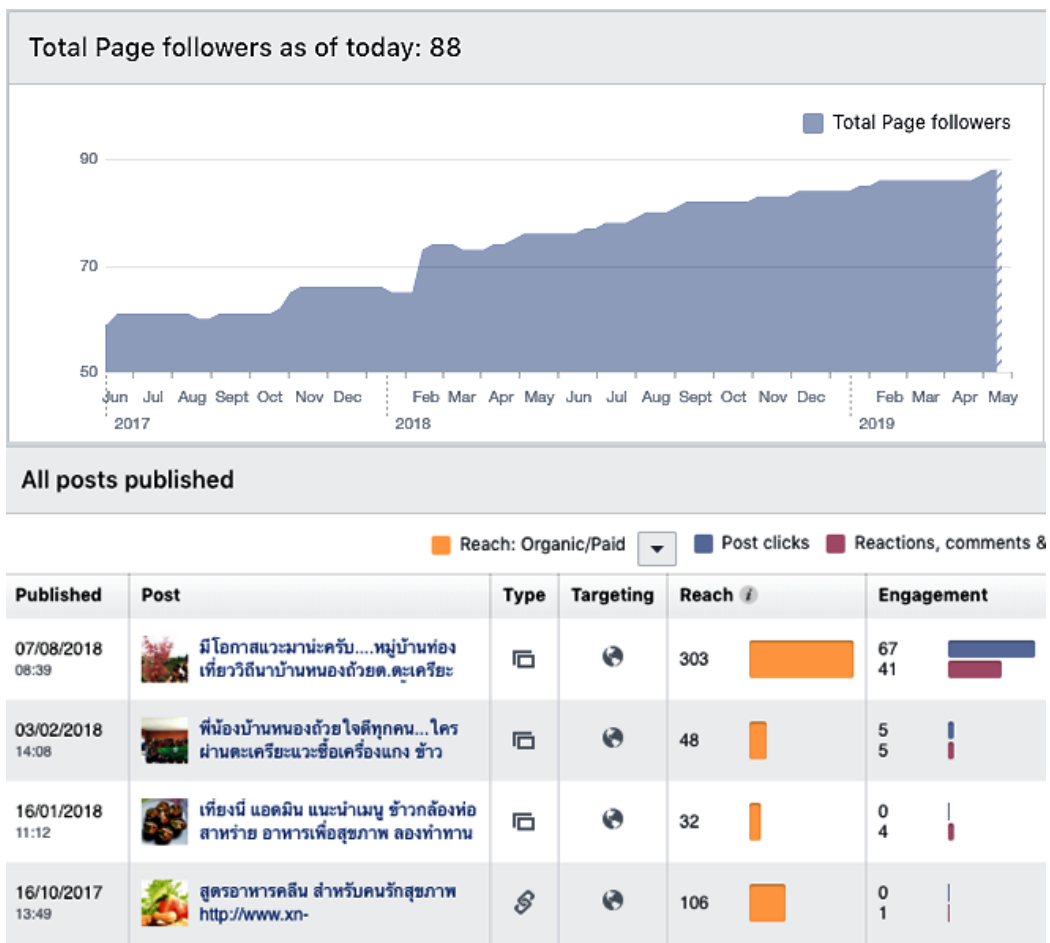 Total Page followers as of today: 88
Total Page followers
90
70
50
Jun Jul Aug Sept Oct Nov Dec Feb Mar Apr May Jun Jul Aug Sept Oct Nov Dec Feb Mar Apr May
2017 2018 2019
All posts published
Reach: Organic/Paid Post clicks Reactions, comments &
Published Post Type Targeting Reach i Engagement
07/08/2018
08:39
มีโอกาสแวะมาน่ะครับ....หมู่บ้านท่อง
เที่ยววิถีนาบ้านหนองถ้วยต.ตะเครียะ
303
67
41
03/02/2018
14:08
พี่น้องบ้านหนองถ้วยใจดีทุกคน...ใคร
ผ่านตะเครียะแวะซื้อเครื่องแกง ข้าว
48
5
5
16/01/2018
11:12
เที่ยงนี้ แอดมิน แนะนำเมนู ข้าวกล้องห่อ
สาหร่าย อาหารเพื่อสุขภาพ ลองทำทาน
32
0
4
16/10/2017
13:49
สูตรอาหารคลีน สำหรับคนรักสุขภาพ
http://www.xn-
106
0
1